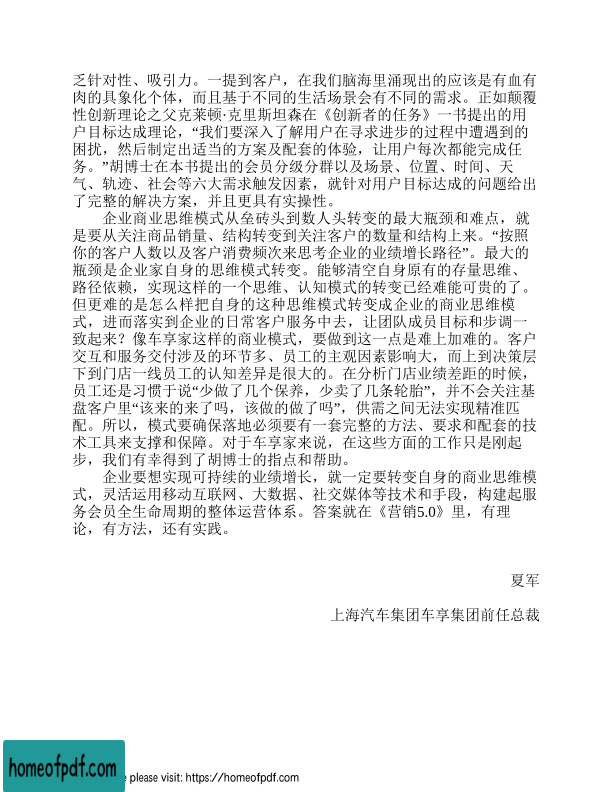 乏针对性、吸引力。一提到客户，在我们脑海里涌现出的应该是有血有
肉的具象化个体，而且基于不同的生活场景会有不同的需求。正如颠覆
性创新理论之父克莱顿·克里斯坦森在《创新者的任务》一书提出的用
户目标达成理论，“我们要深入了解用户在寻求进步的过程中遭遇到的
困扰，然后制定出适当的方案及配套的体验，让用户每次都能完成任
务。”胡博士在本书提出的会员分级分群以及场景、位置、时间、天
气、轨迹、社会等六大需求触发因素，就针对用户目标达成的问题给出
了完整的解决方案，并且更具有实操性。
企业商业思维模式从垒砖头到数人头转变的最大瓶颈和难点，就
是要从关注商品销量、结构转变到关注客户的数量和结构上来。“按照
你的客户人数以及客户消费频次来思考企业的业绩增长路径”。最大的
瓶颈是企业家自身的思维模式转变。能够清空自身原有的存量思维、
路径依赖，实现这样的一个思维、认知模式的转变已经难能可贵的了。
但更难的是怎么样把自身的这种思维模式转变成企业的商业思维模
式，进而落实到企业的日常客户服务中去，让团队成员目标和步调一
致起来？像车享家这样的商业模式，要做到这一点是难上加难的。客户
交互和服务交付涉及的环节多、员工的主观因素影响大，而上到决策层
下到门店一线员工的认知差异是很大的。在分析门店业绩差距的时候，
员工还是习惯于说“少做了几个保养，少卖了几条轮胎”，并不会关注基
盘客户里“该来的来了吗，该做的做了吗”，供需之间无法实现精准匹
配。所以，模式要确保落地必须要有一套完整的方法、要求和配套的技
术工具来支撑和保障。对于车享家来说，在这些方面的工作只是刚起
步，我们有幸得到了胡博士的指点和帮助。
企业要想实现可持续的业绩增长，就一定要转变自身的商业思维模
式，灵活运用移动互联网、大数据、社交媒体等技术和手段，构建起服
务会员全生命周期的整体运营体系。答案就在《营销5.0》里，有理
论，有方法，还有实践。
夏军
上海汽车集团车享集团前任总裁
homeofpdf.com
please visit: https://homeofpdf.com